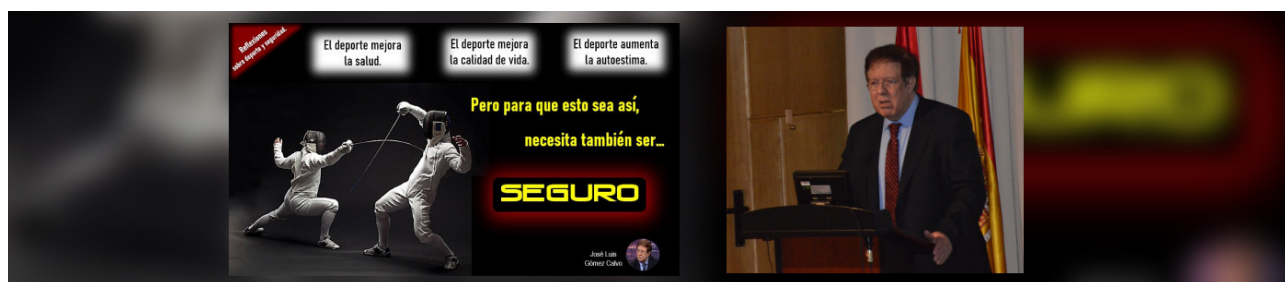 Reflexiones
sobre deporte y seguridad.
El deporte mejora
la salud.
El deporte mejora
la calidad de vida.
El deporte aumenta
la autoestima.
Pero para que esto sea así,
necesita también ser...
SEGURO
José Luis
Gómez Calvo